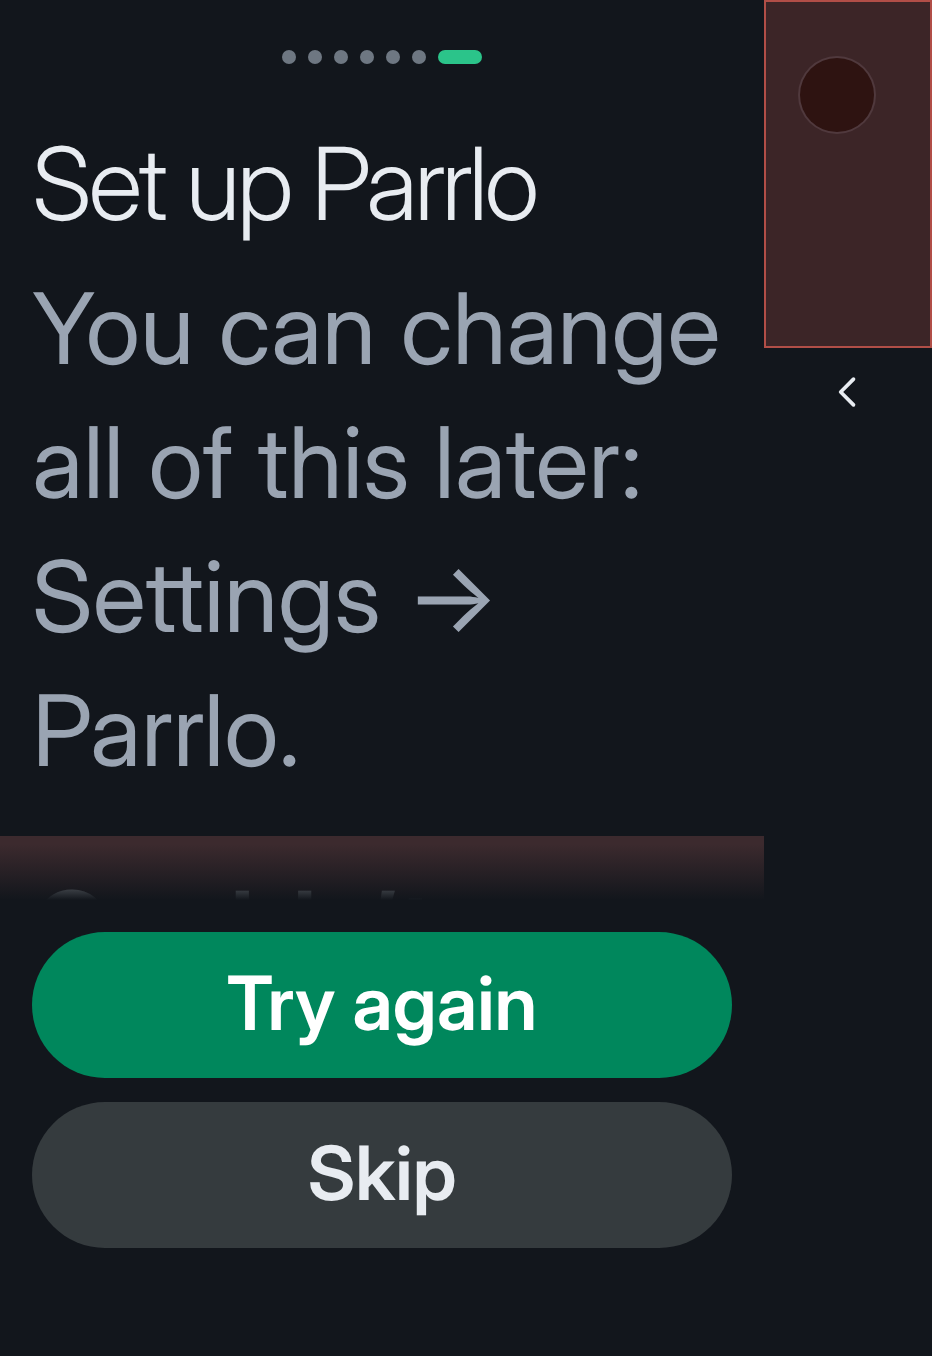 Set up Parrlo
You can change
all of this later:
Settings →
Parrlo.
Try again
Skip